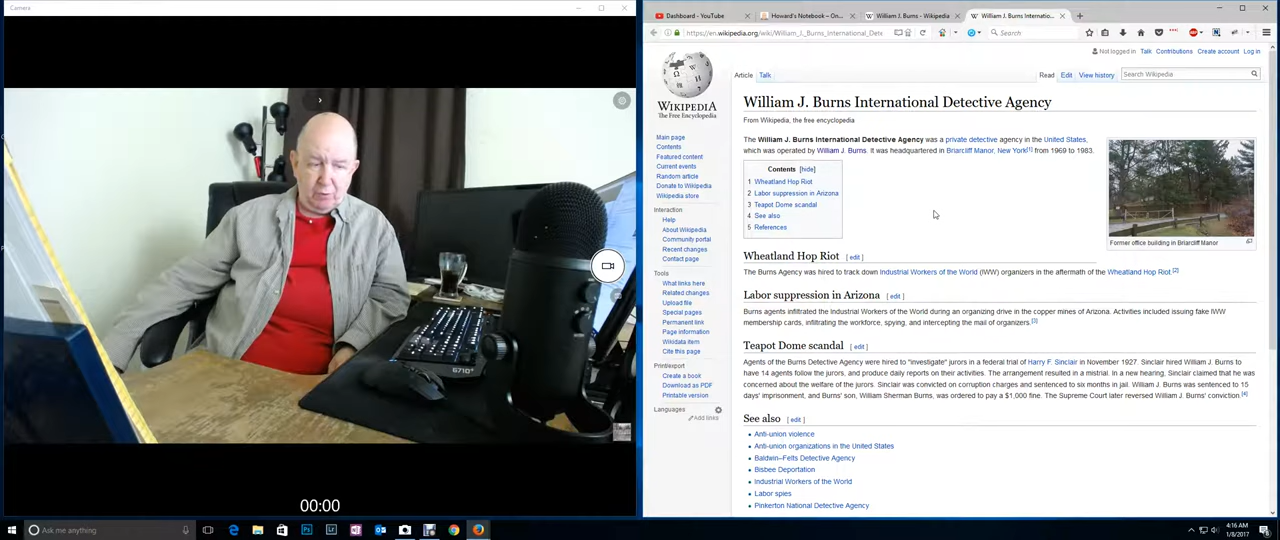 Camera
Dashboard - YouTube
Howard's Notebook – On...
William J. Burns - Wikipedia
William J. Burns Internatio...
https://en.wikipedia.org/wiki/William_J._Burns_International_Dete
Search
Not logged in Talk Contributions Create account Log in
Article Talk
Read Edit View history Search Wikipedia
WIKIPEDIA
The Free Encyclopedia
Main page
Contents
Featured content
Current events
Random article
Donate to Wikipedia
Wikipedia store
Interaction
Help
About Wikipedia
Community portal
Recent changes
Contact page
Tools
What links here
Related changes
Upload file
Special pages
Permanent link
Page information
Wikidata item
Cite this page
Print/export
Create a book
Download as PDF
Printable version
Languages
Add links
William J. Burns International Detective Agency
From Wikipedia, the free encyclopedia
The William J. Burns International Detective Agency was a private detective agency in the United States,
which was operated by William J. Burns. It was headquartered in Briarcliff Manor, New York[1] from 1969 to 1983.
Contents [hide]
1 Wheatland Hop Riot
2 Labor suppression in Arizona
3 Teapot Dome scandal
4 See also
5 References
Former office building in Briarcliff Manor
Wheatland Hop Riot [edit]
The Burns Agency was hired to track down Industrial Workers of the World (IWW) organizers in the aftermath of the Wheatland Hop Riot [2]
Labor suppression in Arizona [edit]
Burns agents infiltrated the Industrial Workers of the World during an organizing drive in the copper mines of Arizona. Activities included issuing fake IWW
membership cards, infiltrating the workforce, spying, and intercepting the mail of organizers.[3]
Teapot Dome scandal [edit]
Agents of the Burns Detective Agency were hired to "investigate" jurors in a federal trial of Harry F. Sinclair in November 1927. Sinclair hired William J. Burns to
have 14 agents follow the jurors, and produce daily reports on their activities. The arrangement resulted in a mistrial. In a new hearing, Sinclair claimed that he was
concerned about the welfare of the jurors. Sinclair was convicted on corruption charges and sentenced to six months in jail. William J. Burns was sentenced to 15
days' imprisonment, and Burns' son, William Sherman Burns, was ordered to pay a $1,000 fine. The Supreme Court later reversed William J. Burns' conviction.[4]
See also [edit]
Anti-union violence
Anti-union organizations in the United States
Baldwin–Felts Detective Agency
Bisbee Deportation
Industrial Workers of the World
Labor spies
Pinkerton National Detective Agency
G710+
00:00
Ask me anything
4:16 AM
1/8/2017